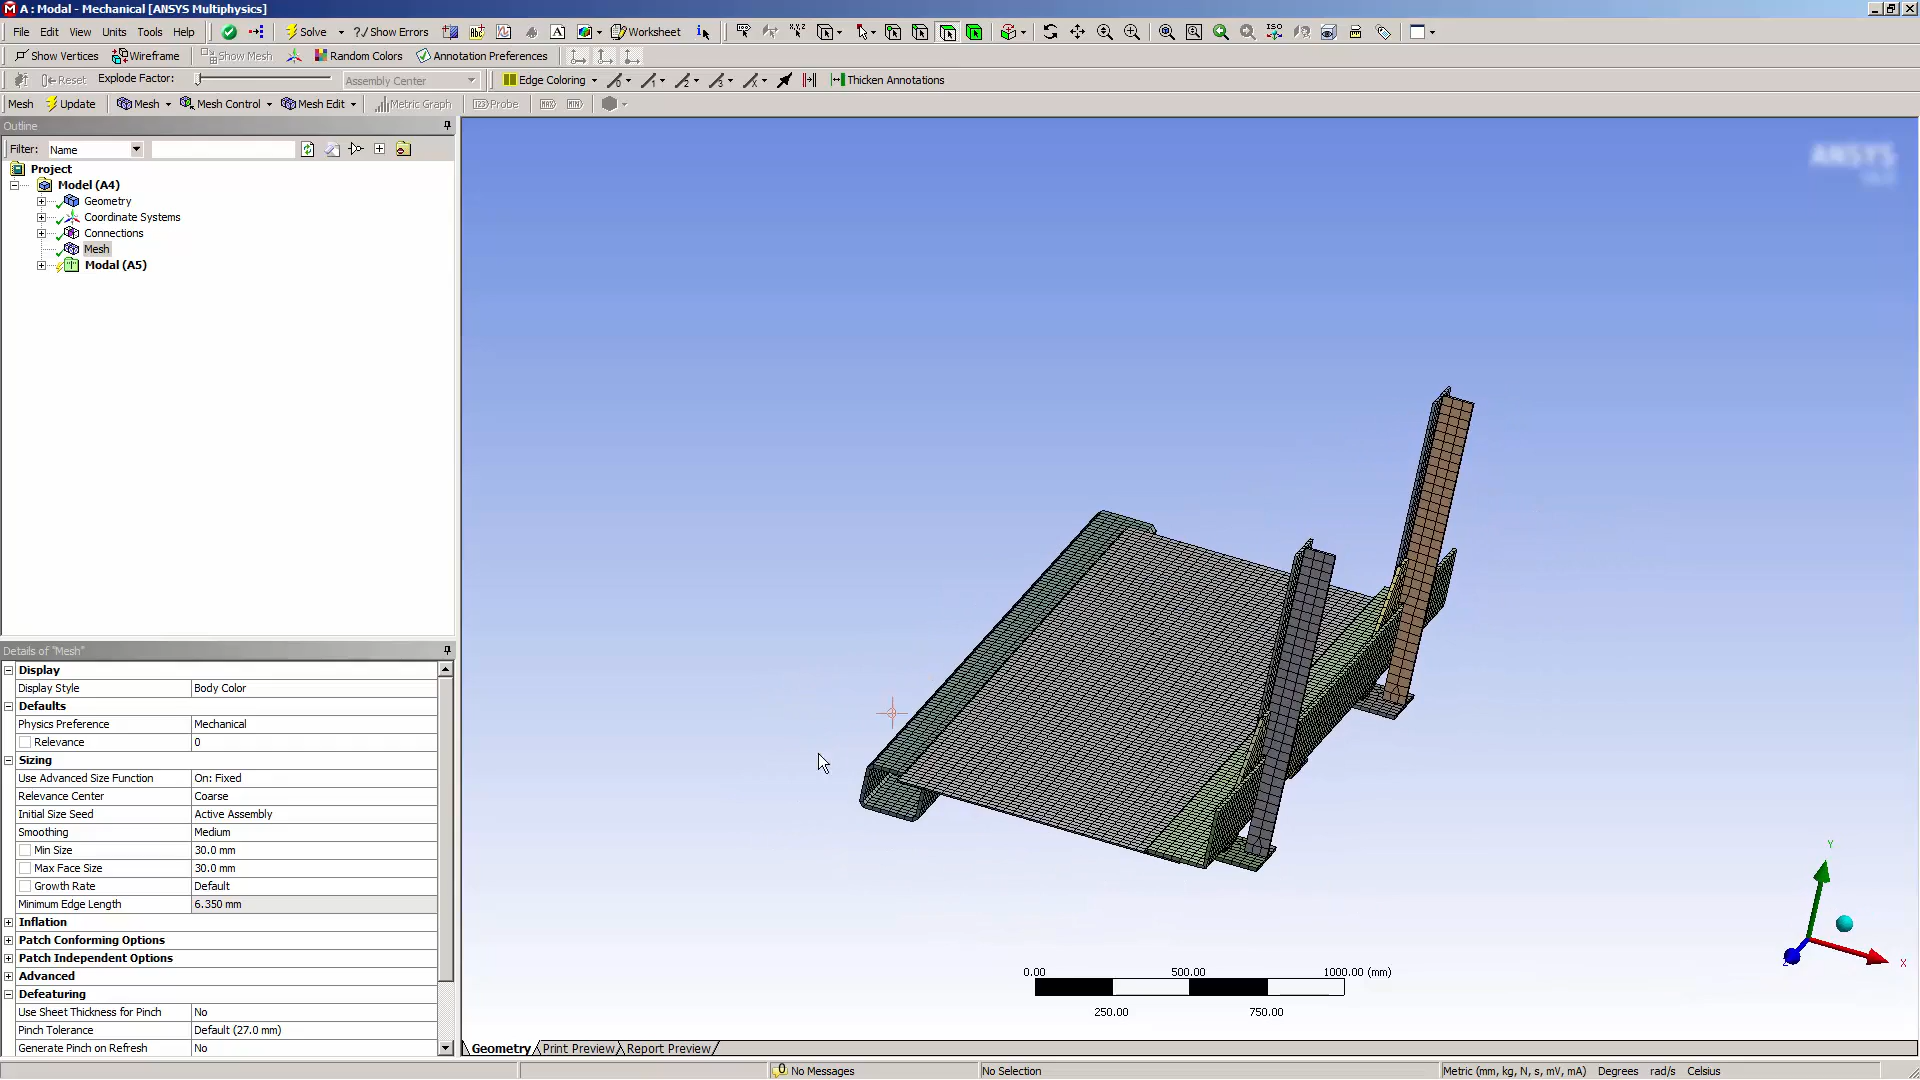 A : Modal - Mechanical [ANSYS Multiphysics]
File Edit View Units Tools Help Solve ?/ Show Errors A Worksheet
Show Vertices Wireframe Show Mesh Random Colors Annotation Preferences
Reset Explode Factor: Assembly Center Edge Coloring Thicken Annotations
Mesh Update Mesh Mesh Control Mesh Edit Metric Graph Probe MAX MIN
Outline
Filter: Name
Project
Model (A4)
Geometry
Coordinate Systems
Connections
Mesh
Modal (A5)
Details of "Mesh"
Display
Display Style Body Color
Defaults
Physics Preference Mechanical
Relevance 0
Sizing
Use Advanced Size Function On: Fixed
Relevance Center Coarse
Initial Size Seed Active Assembly
Smoothing Medium
Min Size 30.0 mm
Max Face Size 30.0 mm
Growth Rate Default
Minimum Edge Length 6.350 mm
Inflation
Patch Conforming Options
Patch Independent Options
Advanced
Defeaturing
Use Sheet Thickness for Pinch No
Pinch Tolerance Default (27.0 mm)
Generate Pinch on Refresh No
ANSYS
Y
X
Z
0.00 500.00 1000.00 (mm)
250.00 750.00
Geometry Print Preview Report Preview
No Messages No Selection Metric (mm, kg, N, s, mV, mA) Degrees rad/s Celsius